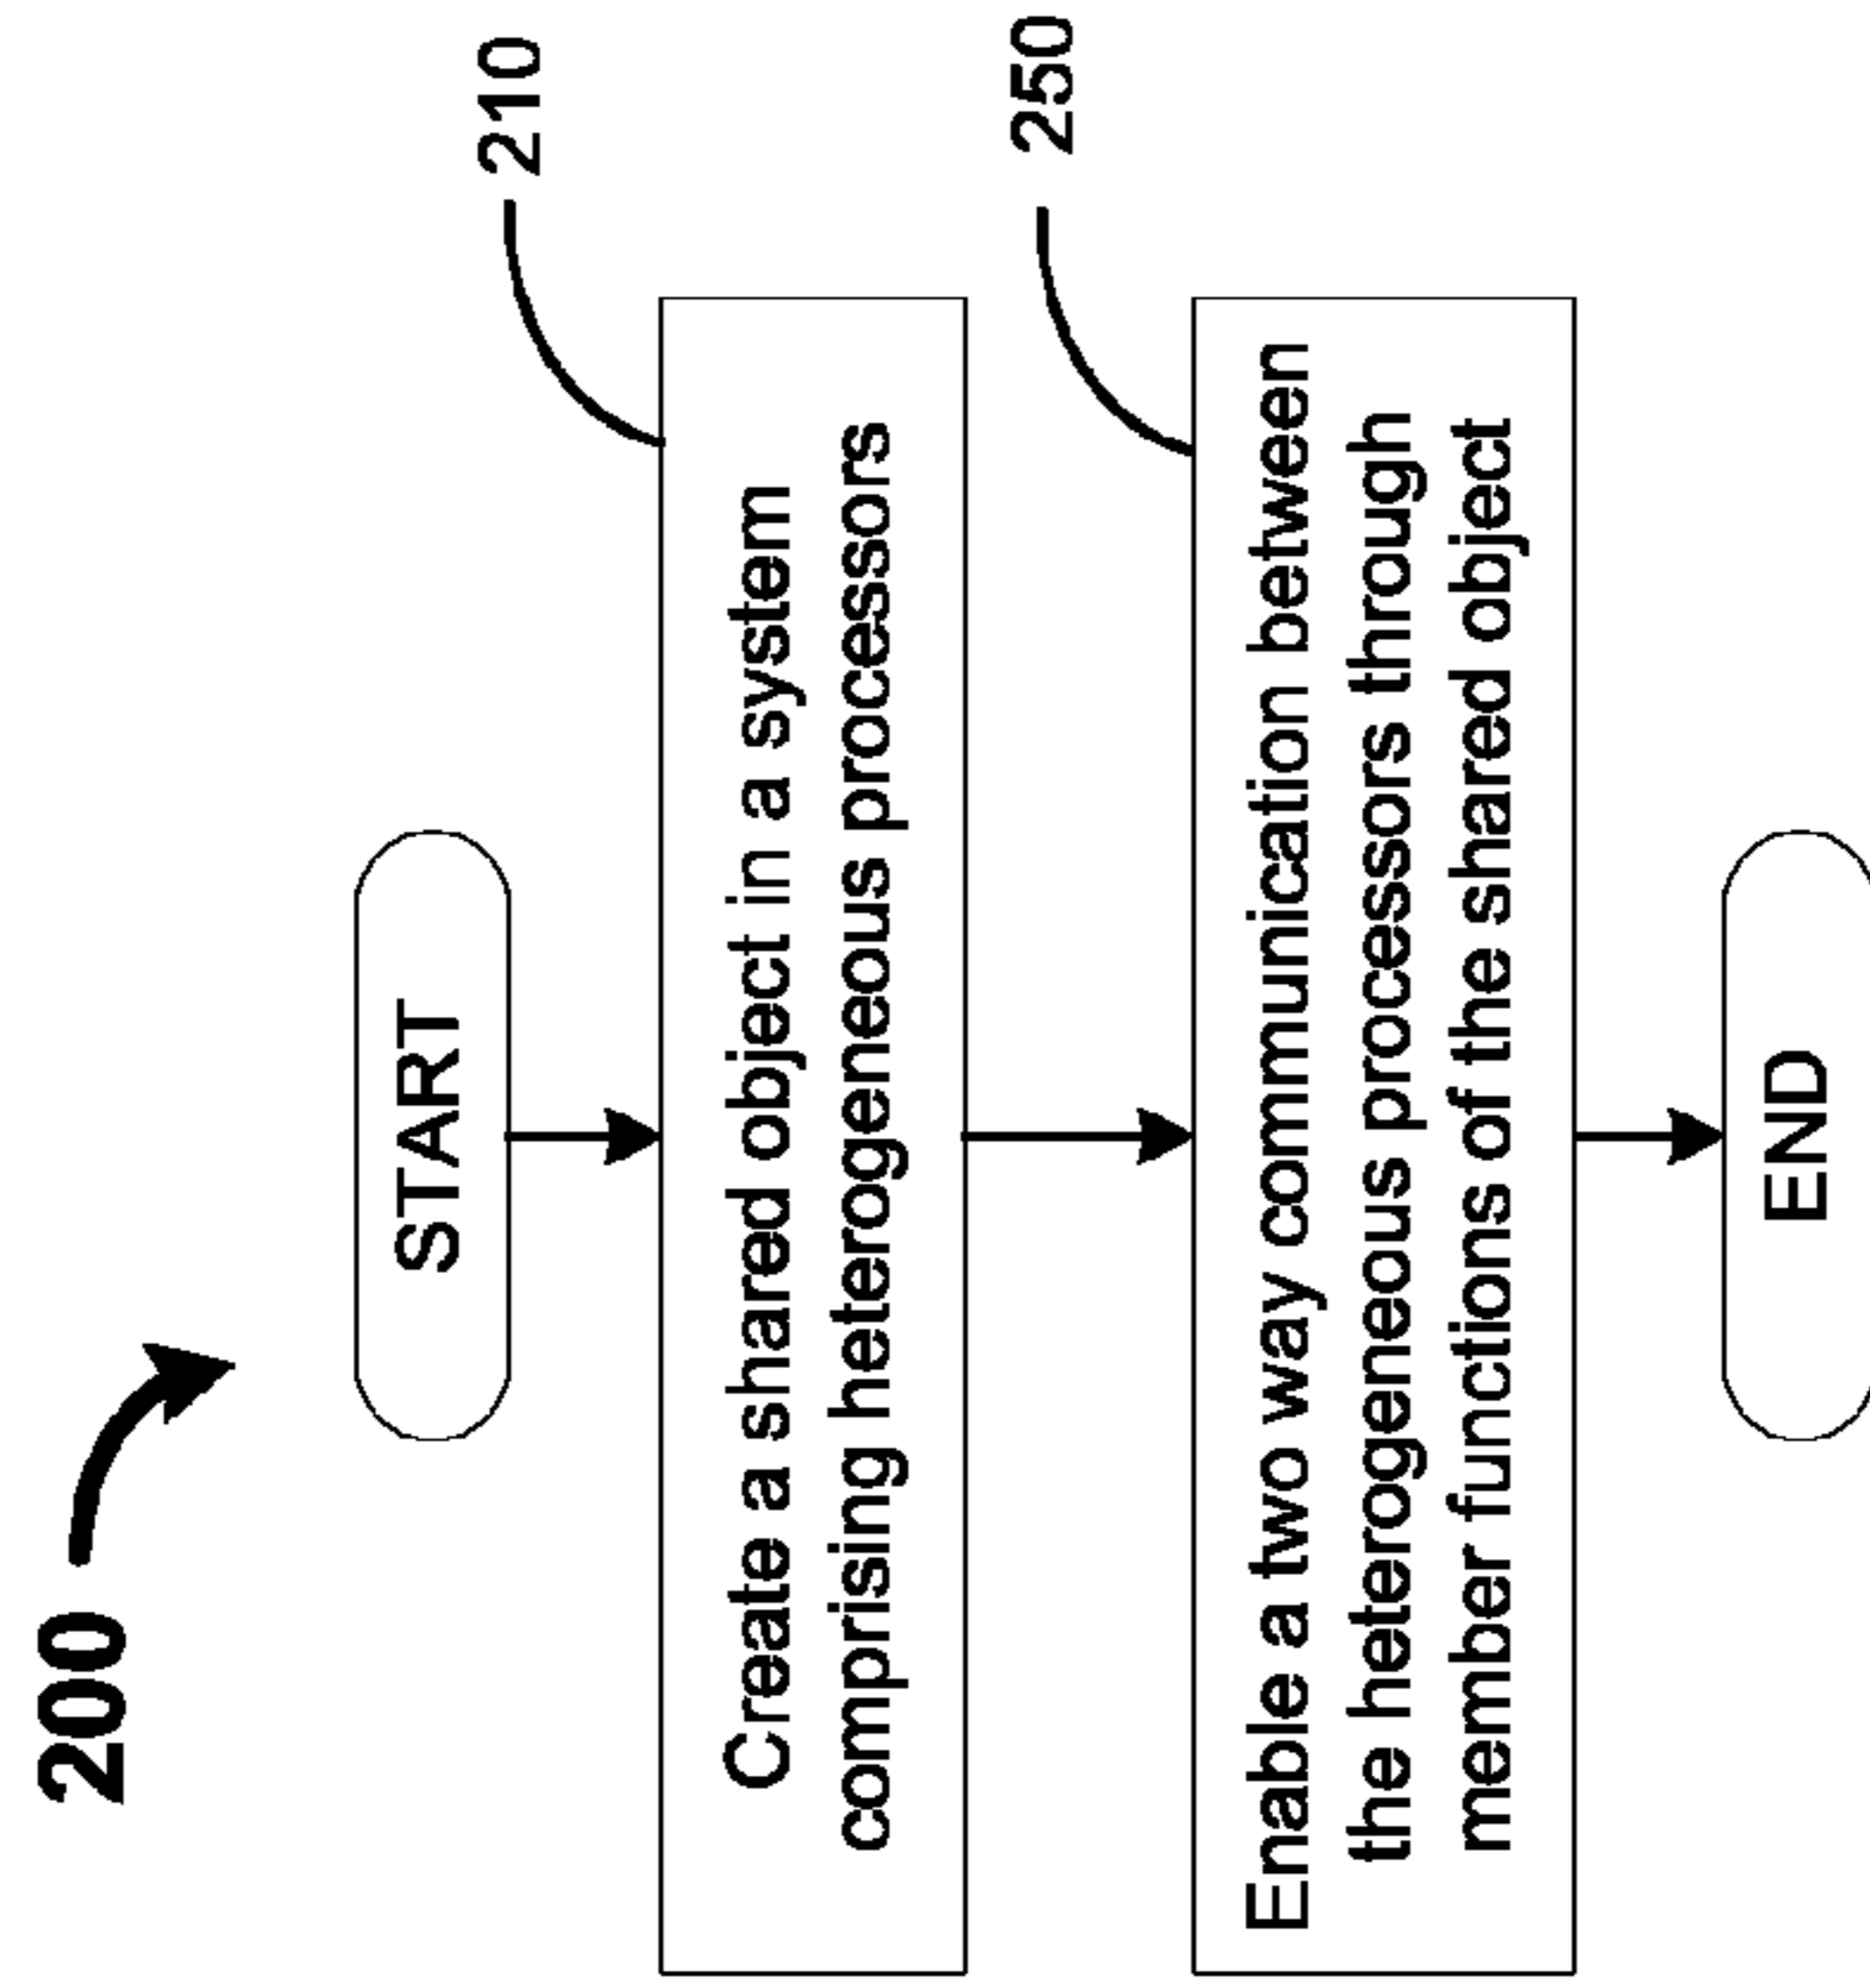 200
START
210
Create a shared object in a system
comprising heterogeneous processors
250
Enable a two way communication between
the heterogeneous processors through
member functions of the shared object
END